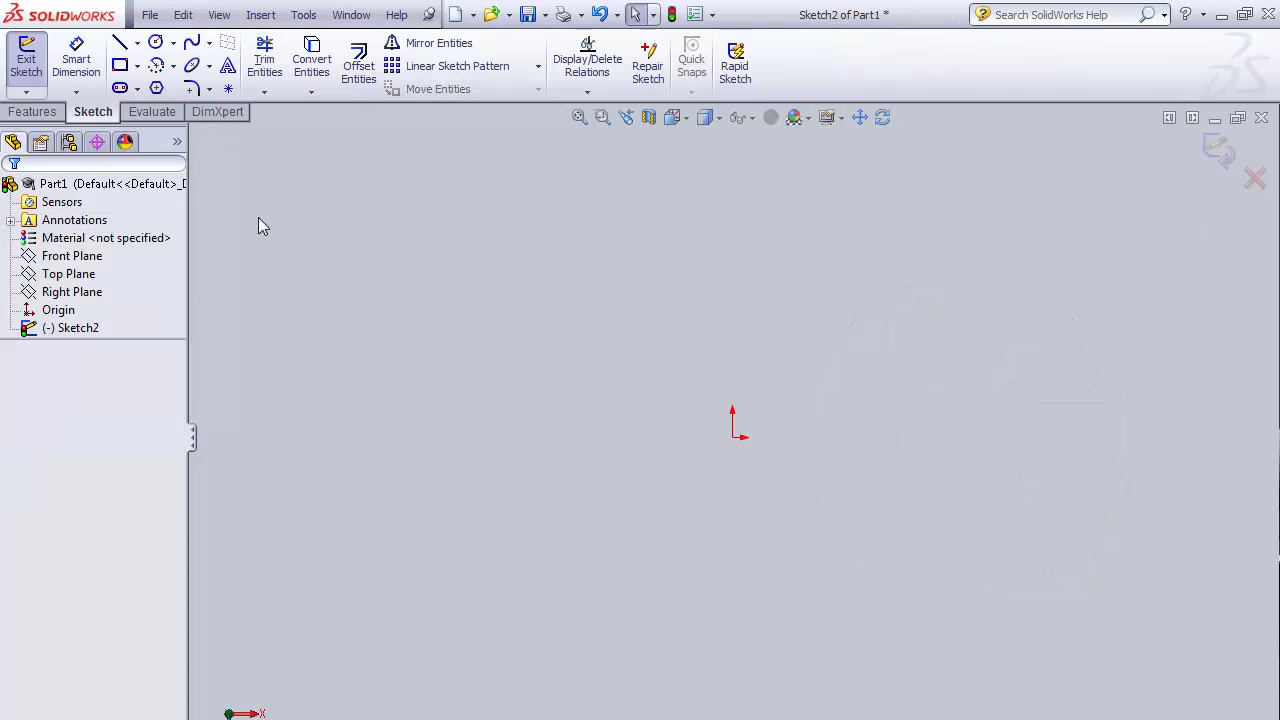 SOLIDWORKS File Edit View Insert Tools Window Help Sketch2 of Part1 * Search SolidWorks Help
Exit Sketch
Smart Dimension
Trim Entities
Convert Entities
Offset Entities
Mirror Entities
Linear Sketch Pattern
Move Entities
Display/Delete Relations
Repair Sketch
Quick Snaps
Rapid Sketch
Features Sketch Evaluate DimXpert
Part1 (Default<<Default>_D
Sensors
Annotations
Material <not specified>
Front Plane
Top Plane
Right Plane
Origin
(-) Sketch2
X